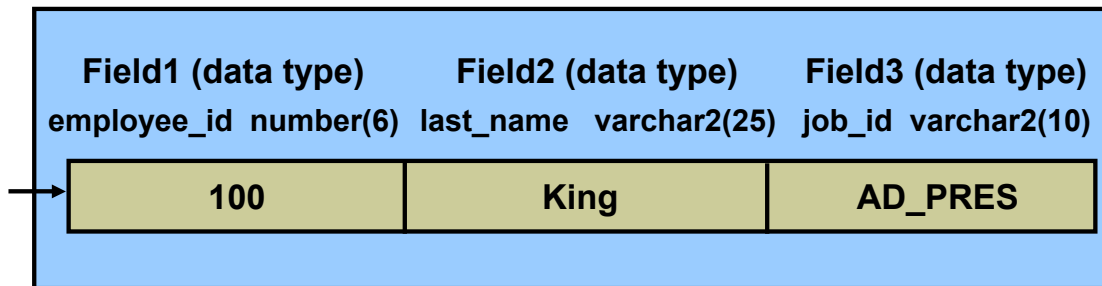 Field1 (data type) Field2 (data type) Field3 (data type)
employee_id number(6) last_name varchar2(25) job_id varchar2(10)
100 King AD_PRES